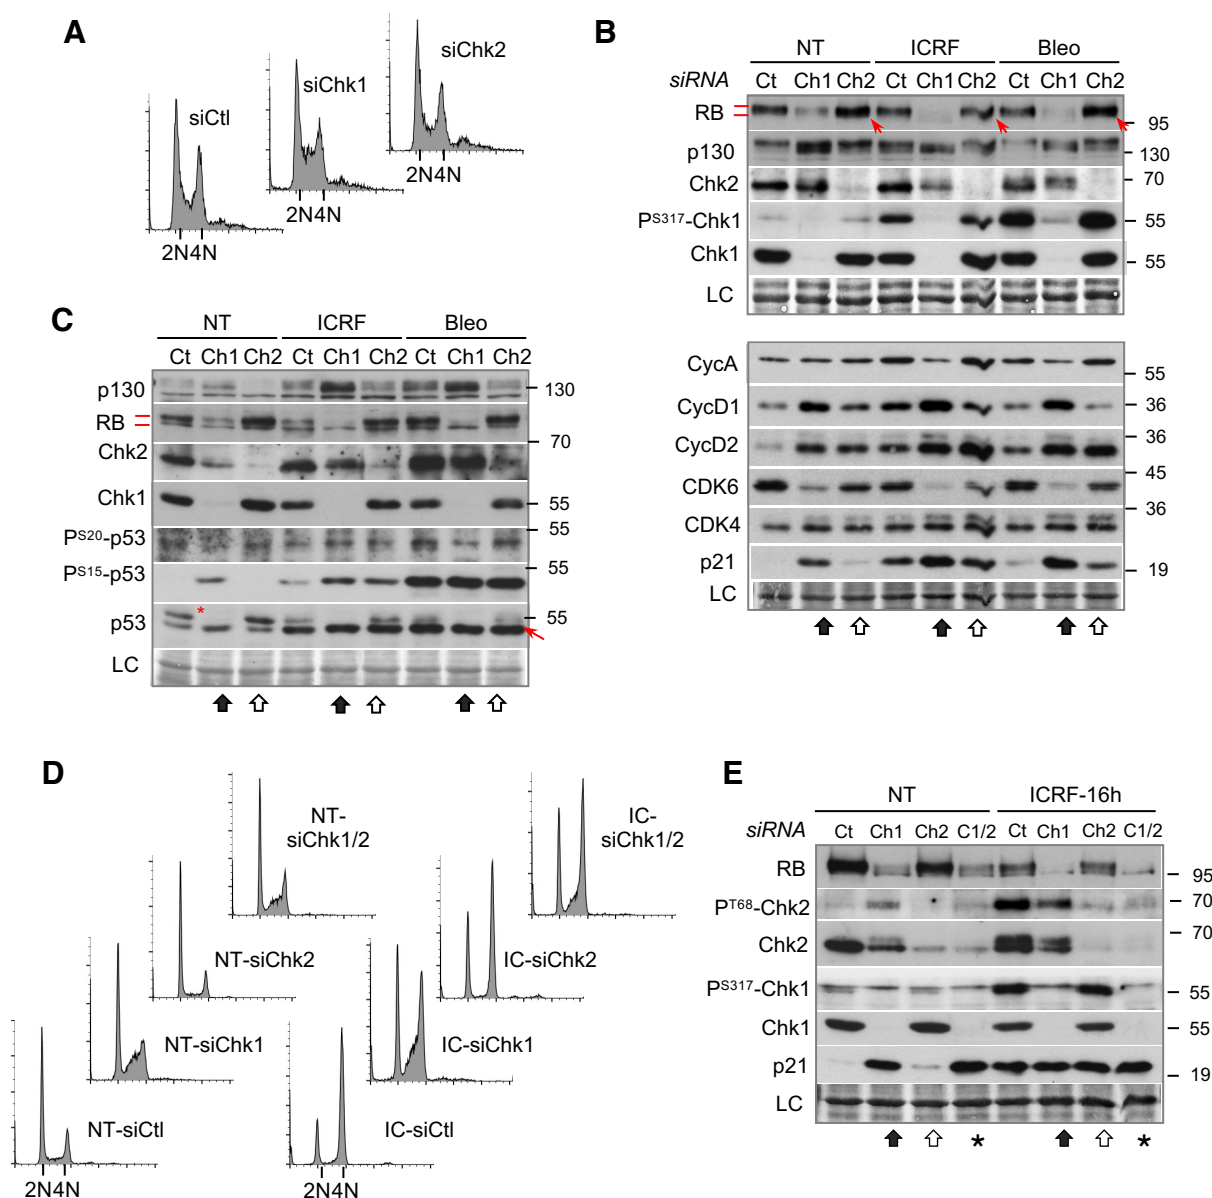 A
siCtl
2N4N
siChk1
2N4N
siChk2
2N4N
B
NT ICRF Bleo
siRNA Ct Ch1 Ch2 Ct Ch1 Ch2 Ct Ch1 Ch2
RB 95
p130 130
Chk2 70
PS317-Chk1 55
Chk1 55
LC
CycA 55
CycD1 36
CycD2 36
CDK6 45
CDK4 36
p21 19
LC
C
NT ICRF Bleo
Ct Ch1 Ch2 Ct Ch1 Ch2 Ct Ch1 Ch2
p130 130
RB
Chk2 70
Chk1 55
PS20-p53 55
PS15-p53 55
p53 * 55
LC
D
NT-siChk1/2
NT-siChk2
NT-siChk1
NT-siCtl
2N4N
IC-siChk1/2
IC-siChk2
IC-siChk1
IC-siCtl
2N4N
E
NT ICRF-16h
siRNA Ct Ch1 Ch2 C1/2 Ct Ch1 Ch2 C1/2
RB 95
PT68-Chk2 70
Chk2 70
PS317-Chk1 55
Chk1 55
p21 19
LC
* *